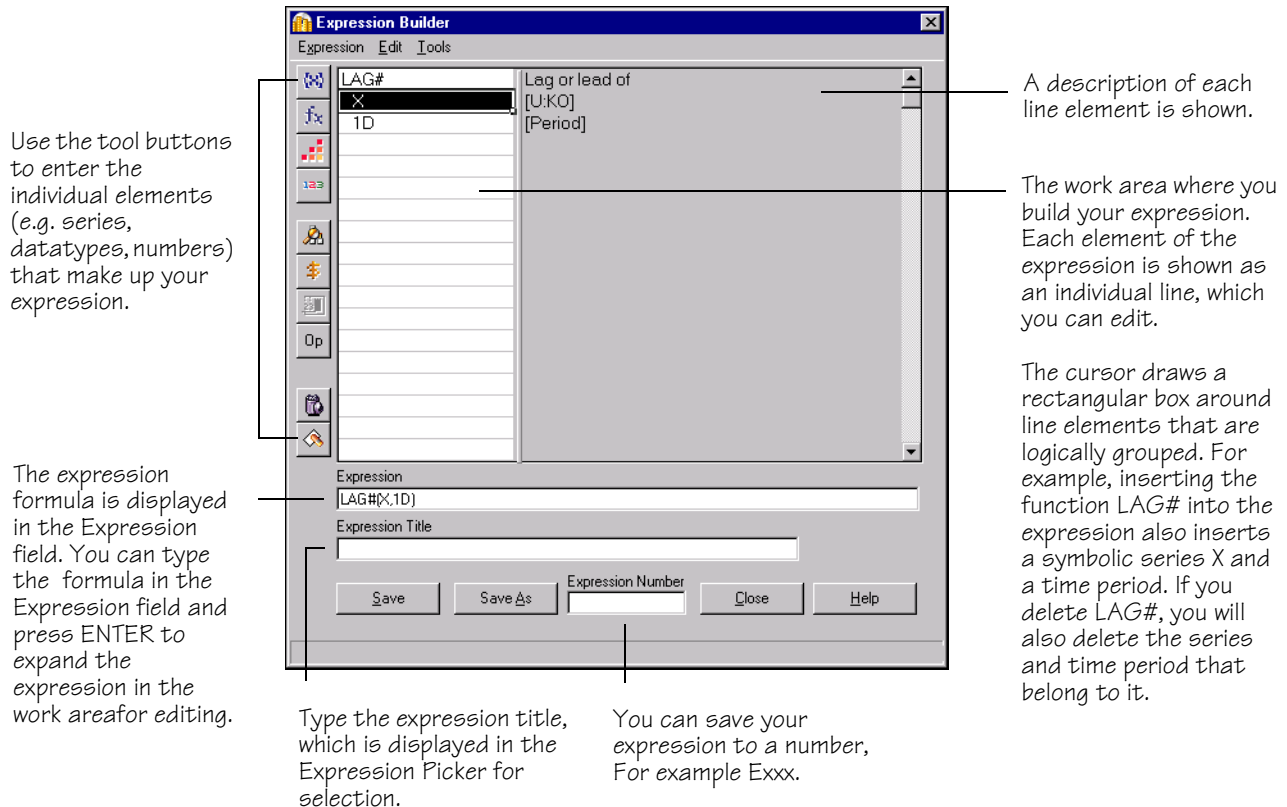 Expression Builder
Expression Edit Tools
{x}
fx
123
Op
LAG#
X
1D
Lag or lead of
[U:KO]
[Period]
Expression
LAG#(X,1D)
Expression Title
Save
Save As
Expression Number
Close
Help
Use the tool buttons
to enter the
individual elements
(e.g. series,
datatypes, numbers)
that make up your
expression.
The expression
formula is displayed
in the Expression
field. You can type
the formula in the
Expression field and
press ENTER to
expand the
expression in the
work areafor editing.
Type the expression title,
which is displayed in the
Expression Picker for
selection.
You can save your
expression to a number,
For example Exxx.
A description of each
line element is shown.
The work area where you
build your expression.
Each element of the
expression is shown as
an individual line, which
you can edit.
The cursor draws a
rectangular box around
line elements that are
logically grouped. For
example, inserting the
function LAG# into the
expression also inserts
a symbolic series X and
a time period. If you
delete LAG#, you will
also delete the series
and time period that
belong to it.